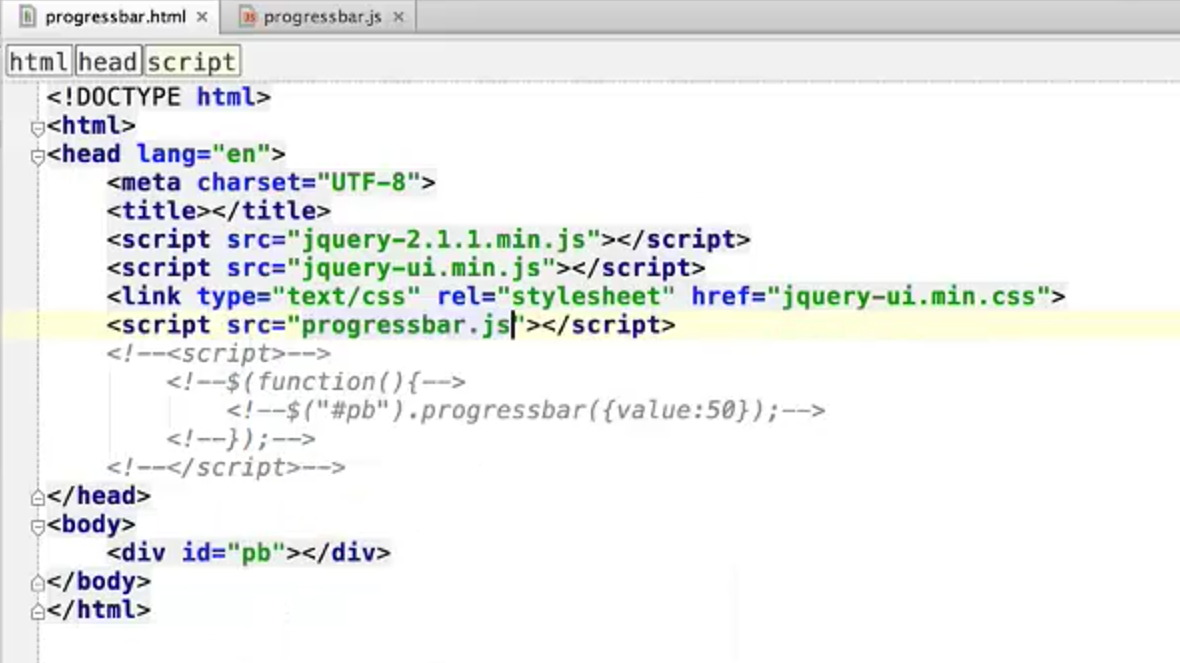 progressbar.html × progressbar.js ×
html head script
<!DOCTYPE html>
<html>
<head lang="en">
    <meta charset="UTF-8">
    <title></title>
    <script src="jquery-2.1.1.min.js"></script>
    <script src="jquery-ui.min.js"></script>
    <link type="text/css" rel="stylesheet" href="jquery-ui.min.css">
    <script src="progressbar.js"></script>
    <!--<script>-->
        <!--$(function(){-->
            <!--$("#pb").progressbar({value:50});-->
        <!--});-->
    <!--</script>-->
</head>
<body>
    <div id="pb"></div>
</body>
</html>